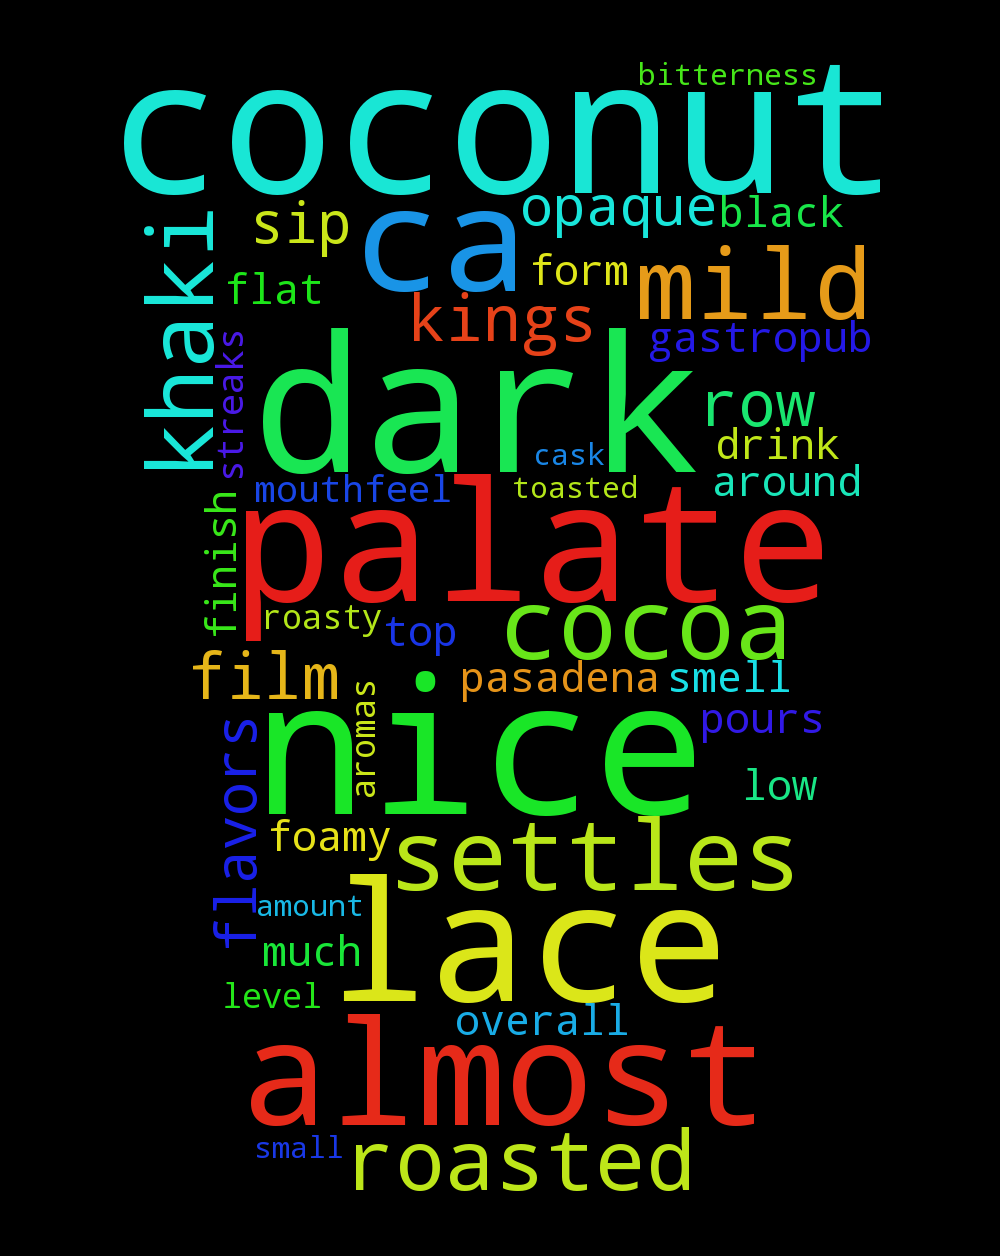 bitterness
coconut
sip
ca
opaque
black
khaki
flat
form
mild
kings
gastropub
streaks
dark
row
drink
cask
mouthfeel
toasted
around
finish
palate
roasty
top
cocoa
film
pasadena
smell
aromas
nice
pours
flavors
low
foamy
settles
amount
lace
much
level
overall
almost
small
roasted